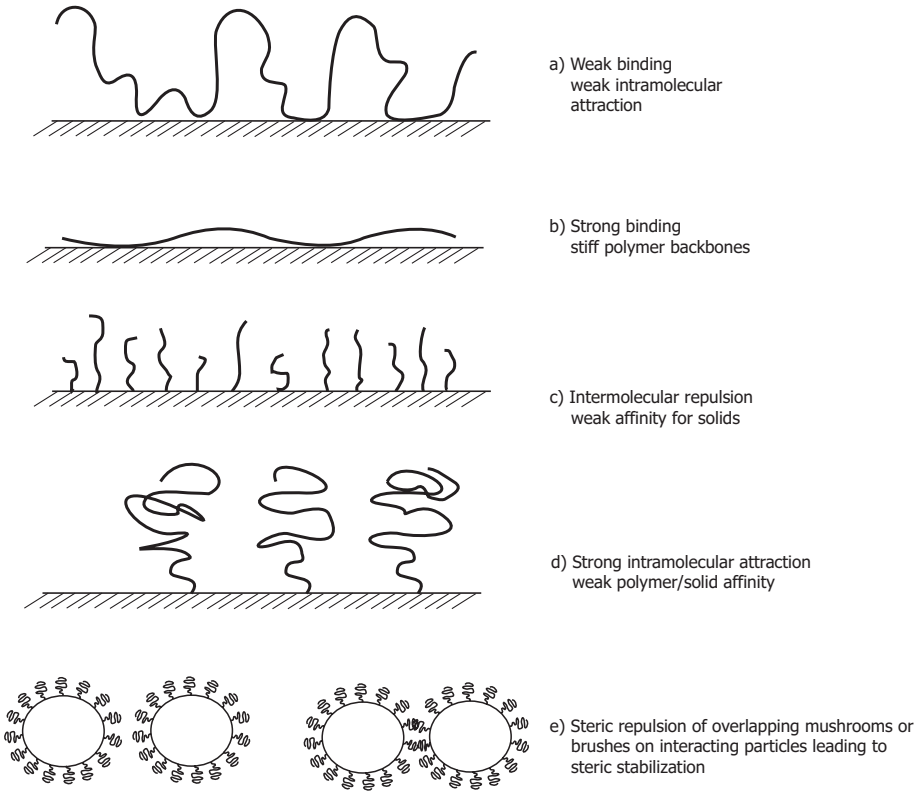 a) Weak binding
weak intramolecular
attraction
b) Strong binding
stiff polymer backbones
c) Intermolecular repulsion
weak affinity for solids
d) Strong intramolecular attraction
weak polymer/solid affinity
e) Steric repulsion of overlapping mushrooms or
brushes on interacting particles leading to
steric stabilization